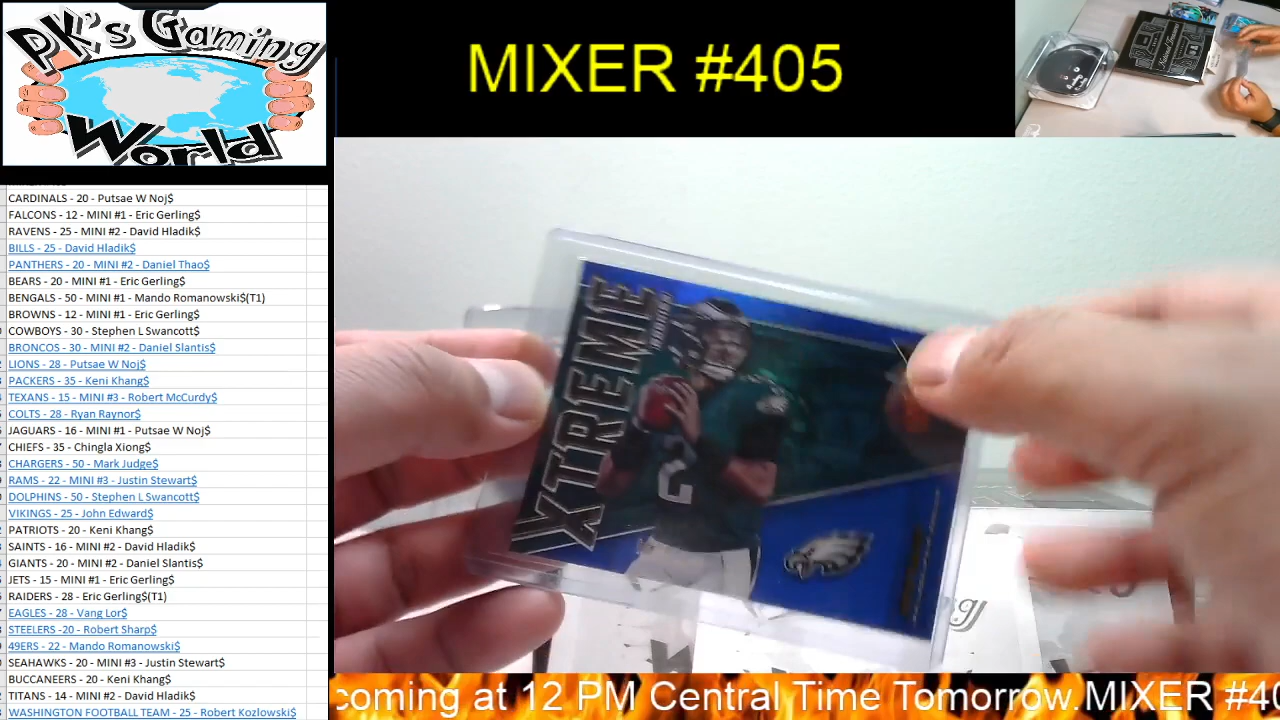 PK's Gaming World
MIXER #405
CARDINALS - 20 - Putsae W Noj$
FALCONS - 12 - MINI #1 - Eric Gerling$
RAVENS - 25 - MINI #2 - David Hladik$
BILLS - 25 - David Hladik$
PANTHERS - 20 - MINI #2 - Daniel Thao$
BEARS - 20 - MINI #1 - Eric Gerling$
BENGALS - 50 - MINI #1 - Mando Romanowski$(T1)
BROWNS - 12 - MINI #1 - Eric Gerling$
COWBOYS - 30 - Stephen L Swancott$
BRONCOS - 30 - MINI #2 - Daniel Slantis$
LIONS - 28 - Putsae W Noj$
PACKERS - 35 - Keni Khang$
TEXANS - 15 - MINI #3 - Robert McCurdy$
COLTS - 28 - Ryan Raynor$
JAGUARS - 16 - MINI #1 - Putsae W Noj$
CHIEFS - 35 - Chingla Xiong$
CHARGERS - 50 - Mark Judge$
RAMS - 22 - MINI #3 - Justin Stewart$
DOLPHINS - 50 - Stephen L Swancott$
VIKINGS - 25 - John Edward$
PATRIOTS - 20 - Keni Khang$
SAINTS - 16 - MINI #2 - David Hladik$
GIANTS - 20 - MINI #2 - Daniel Slantis$
JETS - 15 - MINI #1 - Eric Gerling$
RAIDERS - 28 - Eric Gerling$(T1)
EAGLES - 28 - Vang Lor$
STEELERS -20 - Robert Sharp$
49ERS - 22 - Mando Romanowski$
SEAHAWKS - 20 - MINI #3 - Justin Stewart$
BUCCANEERS - 20 - Keni Khang$
TITANS - 14 - MINI #2 - David Hladik$
WASHINGTON FOOTBALL TEAM - 25 - Robert Kozlowski$
XTREME
2
coming at 12 PM Central Time Tomorrow.MIXER #40